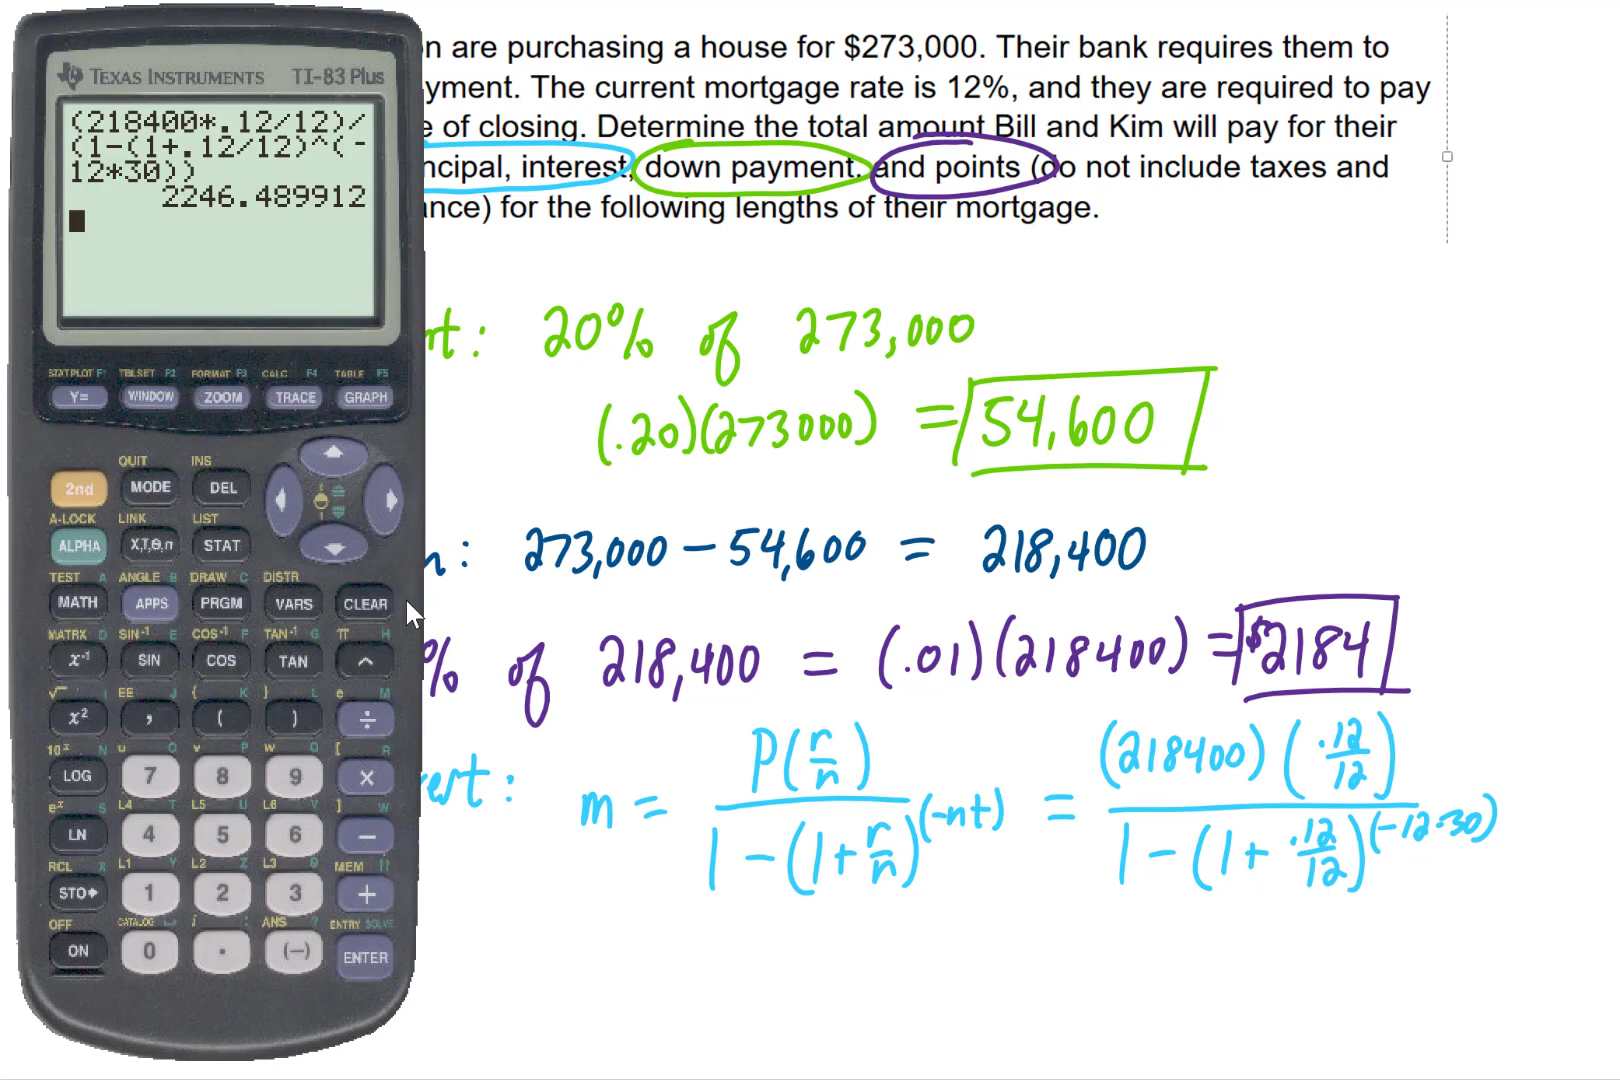 TEXAS INSTRUMENTS TI-83 Plus
(218400*.12/12)/
(1-(1+.12/12)^(-
12*30))
2246.489912
n are purchasing a house for $273,000. Their bank requires them to
yment. The current mortgage rate is 12%, and they are required to pay
e of closing. Determine the total amount Bill and Kim will pay for their
ncipal, interest, down payment, and points (do not include taxes and
ance) for the following lengths of their mortgage.
nt: 20% of 273,000
(.20)(273000) = 54,600
n: 273,000 - 54,600 = 218,400
% of 218,400 = (.01)(218400) = $2184
rest: m = P(r/n) / 1-(1+r/n)^(-nt) = (218400)(.12/12) / 1-(1+.12/12)^(-12·30)
STATPLOT F1 TBLSET F2 FORMAT F3 CALC F4 TABLE F5
Y= WINDOW ZOOM TRACE GRAPH
QUIT INS
2nd MODE DEL
A-LOCK LINK LIST
ALPHA X,T,Θ,n STAT
TEST A ANGLE B DRAW C DISTR
MATH APPS PRGM VARS CLEAR
MATRX D SIN⁻¹ E COS⁻¹ F TAN⁻¹ G π H
x⁻¹ SIN COS TAN ^
√ I EE J { K } L e M
x² , ( ) ÷
10ˣ N u O v P w Q [ R
LOG 7 8 9 ×
eˣ S L4 T L5 U L6 V ] W
LN 4 5 6 −
RCL X L1 Y L2 Z L3 θ MEM "
STO➔ 1 2 3 +
OFF CATALOG ⎵ i : ANS ? ENTRY SOLVE
ON 0 . (−) ENTER